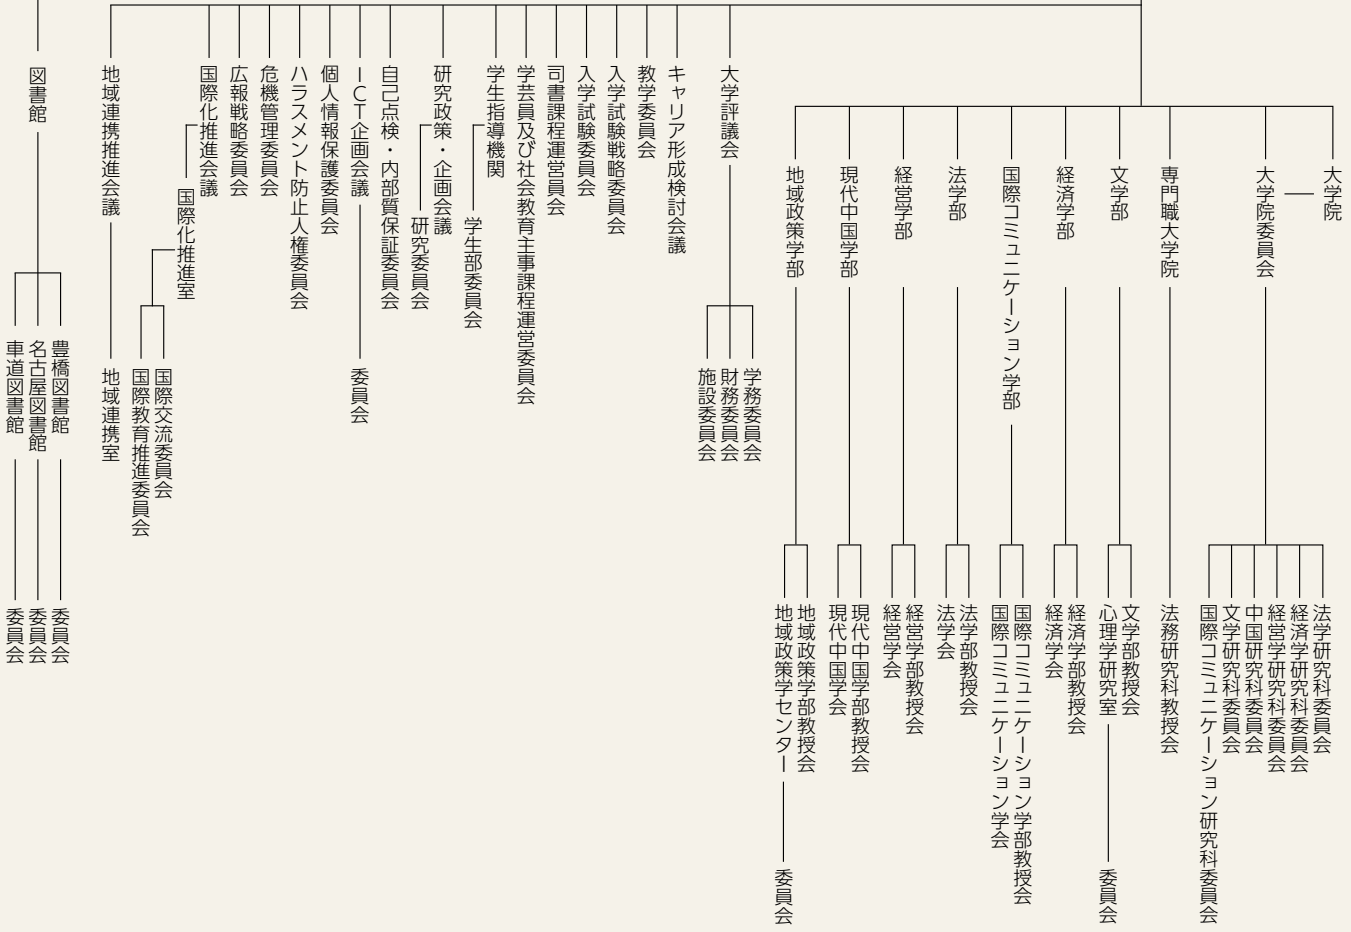 大学院
大学院委員会
法学研究科委員会
経済学研究科委員会
経営学研究科委員会
中国研究科委員会
文学研究科委員会
国際コミュニケーション研究科委員会
専門職大学院
法務研究科教授会
文学部
文学部教授会
心理学研究室
委員会
経済学部
経済学部教授会
経済学会
国際コミュニケーション学部
国際コミュニケーション学部教授会
国際コミュニケーション学会
法学部
法学部教授会
法学会
経営学部
経営学部教授会
経営学会
現代中国学部
現代中国学部教授会
現代中国学会
地域政策学部
地域政策学部教授会
地域政策学センター
委員会
大学評議会
学務委員会
財務委員会
施設委員会
キャリア形成検討会議
教学委員会
入学試験戦略委員会
入学試験委員会
司書課程運営委員会
学芸員及び社会教育主事課程運営委員会
学生指導機関
学生部委員会
研究政策・企画会議
研究委員会
自己点検・内部質保証委員会
ICT企画会議
委員会
個人情報保護委員会
ハラスメント防止人権委員会
危機管理委員会
広報戦略委員会
国際化推進会議
国際化推進室
国際交流委員会
国際教育推進委員会
地域連携推進会議
地域連携室
図書館
豊橋図書館
委員会
名古屋図書館
委員会
車道図書館
委員会